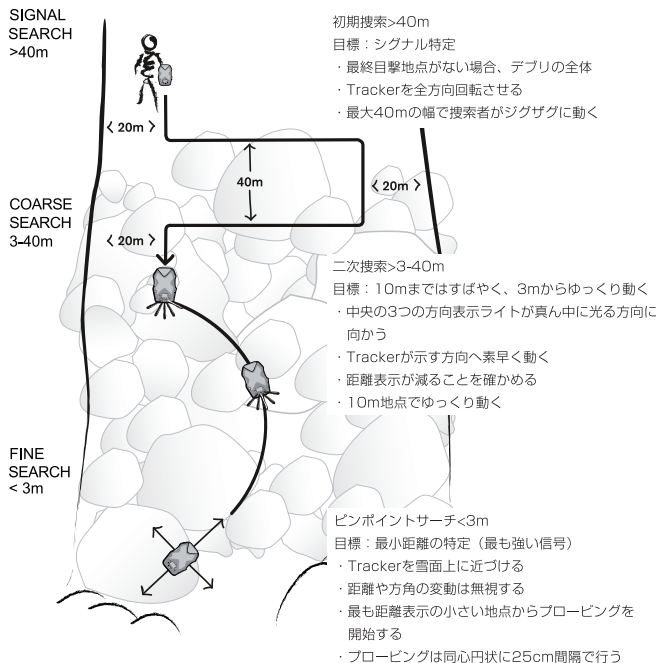 SIGNAL
SEARCH
>40m
初期捜索>40m
目標：シグナル特定
・最終目撃地点がない場合、デブリの全体
・Trackerを全方向回転させる
・最大40mの幅で捜索者がジグザグに動く
〈 20m 〉
40m
〈 20m 〉
COARSE
SEARCH
3-40m
〈 20m 〉
二次捜索>3-40m
目標：10mまではすばやく、3mからゆっくり動く
・中央の3つの方向表示ライトが真ん中に光る方向に
向かう
・Trackerが示す方向へ素早く動く
・距離表示が減ることを確かめる
・10m地点でゆっくり動く
FINE
SEARCH
< 3m
ピンポイントサーチ<3m
目標：最小距離の特定（最も強い信号）
・Trackerを雪面上に近づける
・距離や方角の変動は無視する
・最も距離表示の小さい地点からプロービングを
開始する
・プロービングは同心円状に25cm間隔で行う